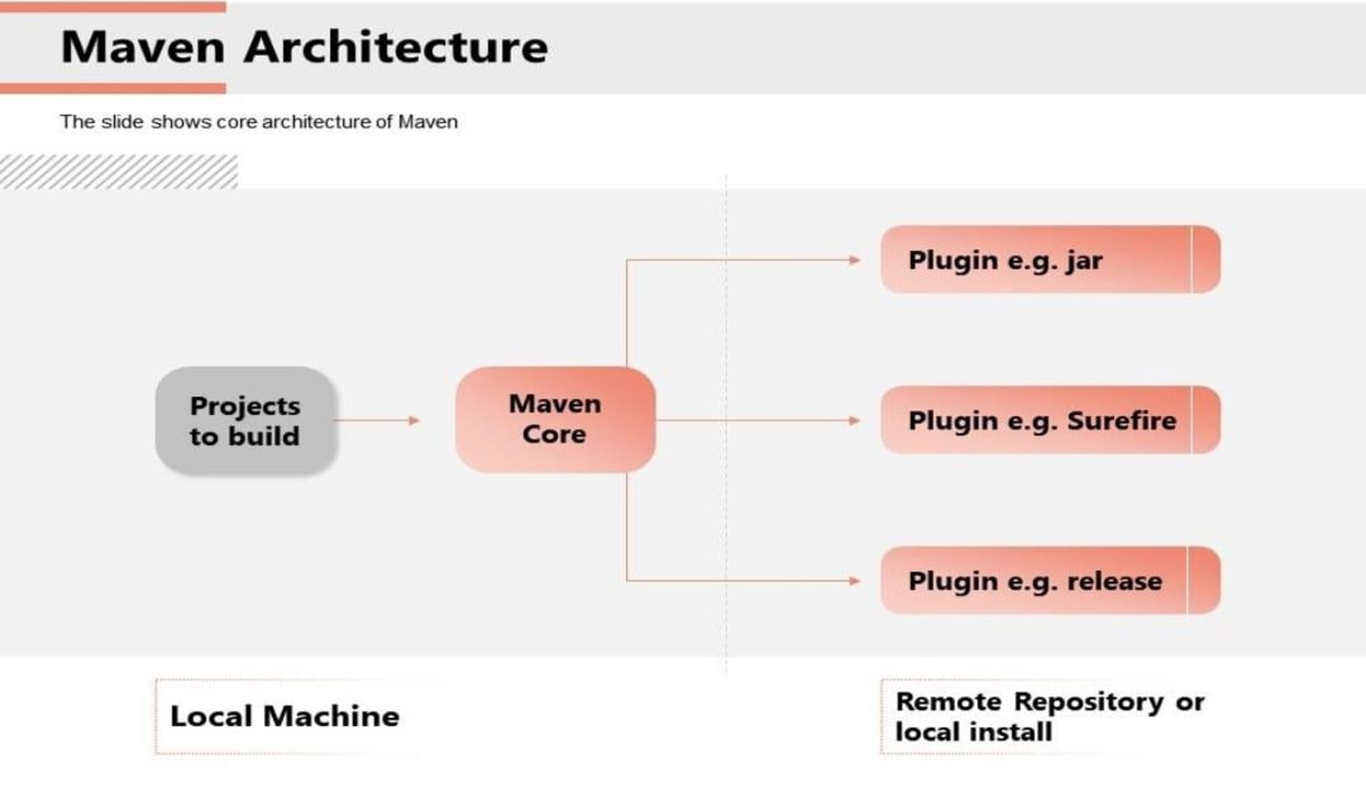 Maven Architecture
The slide shows core architecture of Maven
Plugin e.g. jar
Projects
to build
Maven
Core
Plugin e.g. Surefire
Plugin e.g. release
Local Machine
Remote Repository or
local install